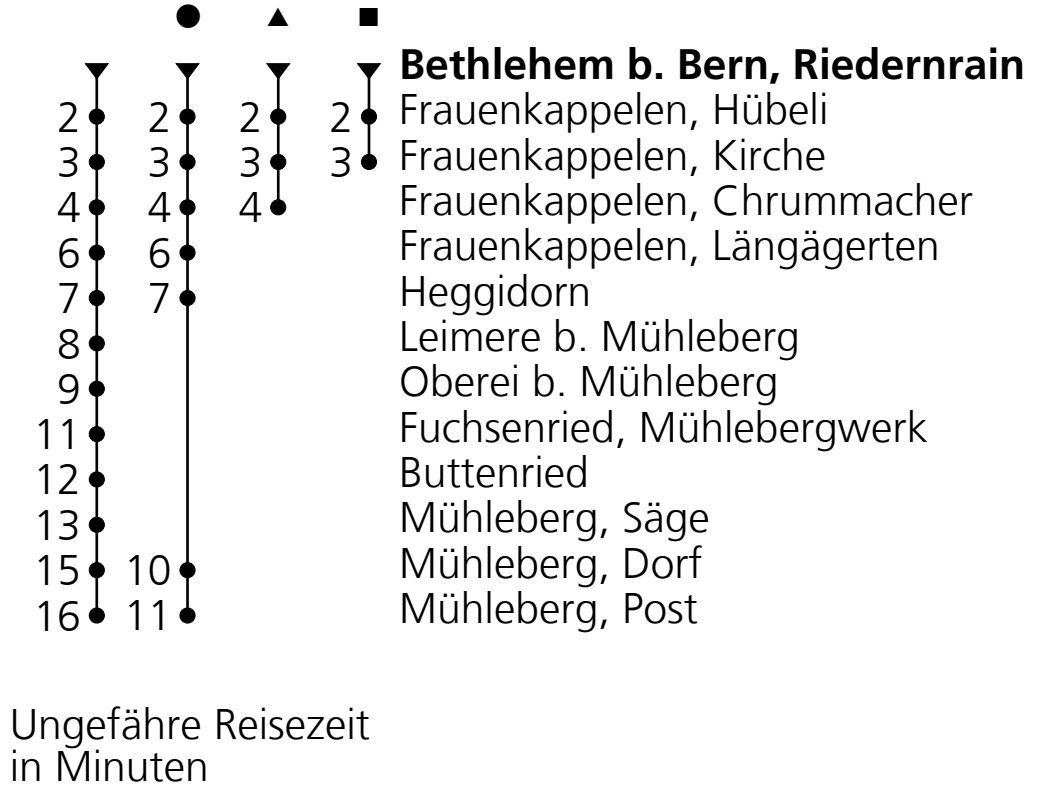 Bethlehem b. Bern, Riedernrain
2 2 2 2 Frauenkappelen, Hübeli
3 3 3 3 Frauenkappelen, Kirche
4 4 4 Frauenkappelen, Chrummacher
6 6 Frauenkappelen, Längägerten
7 7 Heggidorn
8 Leimere b. Mühleberg
9 Oberei b. Mühleberg
11 Fuchsenried, Mühlebergwerk
12 Buttenried
13 Mühleberg, Säge
15 10 Mühleberg, Dorf
16 11 Mühleberg, Post
Ungefähre Reisezeit
in Minuten